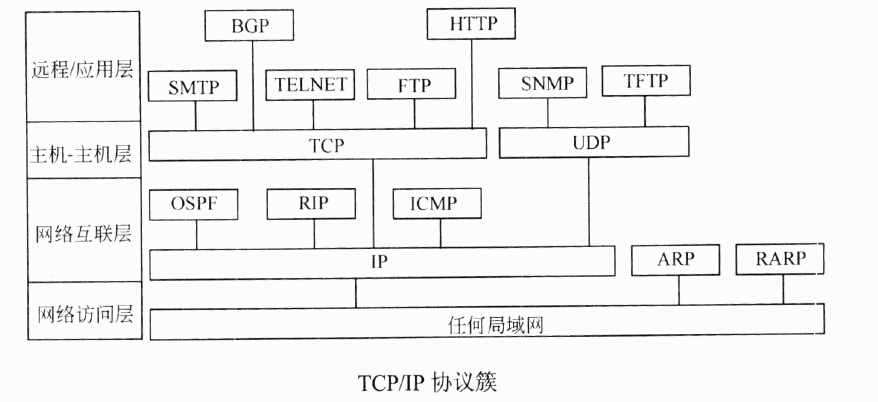 BGP
HTTP
远程/应用层
SMTP
TELNET
FTP
SNMP
TFTP
主机-主机层
TCP
UDP
OSPF
RIP
ICMP
网络互联层
IP
ARP
RARP
网络访问层
任何局域网
TCP/IP 协议簇